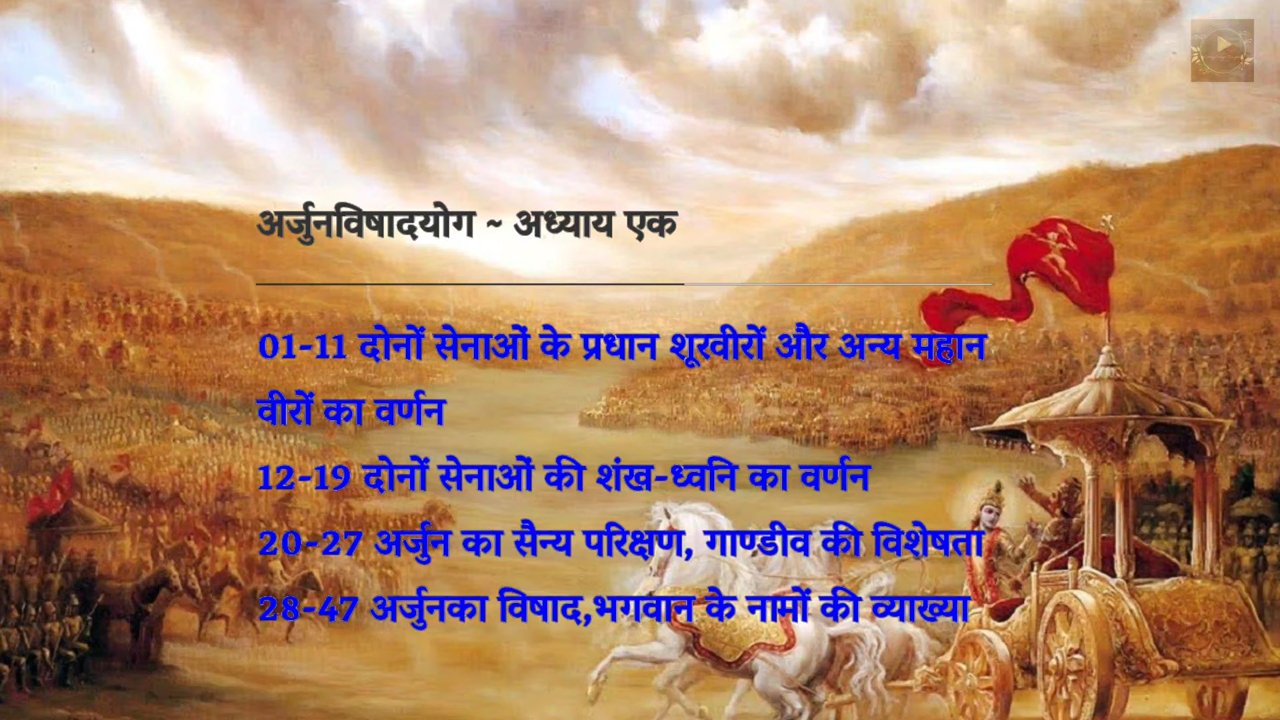 अर्जुनविषादयोग ~ अध्याय एक
01-11 दोनों सेनाओं के प्रधान शूरवीरों और अन्य महान
वीरों का वर्णन
12-19 दोनों सेनाओं की शंख-ध्वनि का वर्णन
20-27 अर्जुन का सैन्य परिक्षण, गाण्डीव की विशेषता
28-47 अर्जुनका विषाद,भगवान के नामों की व्याख्या